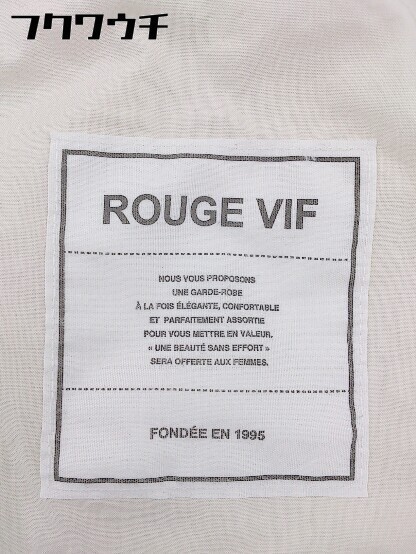 フクワウチ
ROUGE VIF
NOUS VOUS PROPOSONS
UNE GARDE-ROBE
À LA FOIS ÉLÉGANTE, CONFORTABLE
ET PARFAITEMENT ASSORTIE
POUR VOUS METTRE EN VALEUR.
« UNE BEAUTÉ SANS EFFORT »
SERA OFFERTE AUX FEMMES.
FONDÉE EN 1995